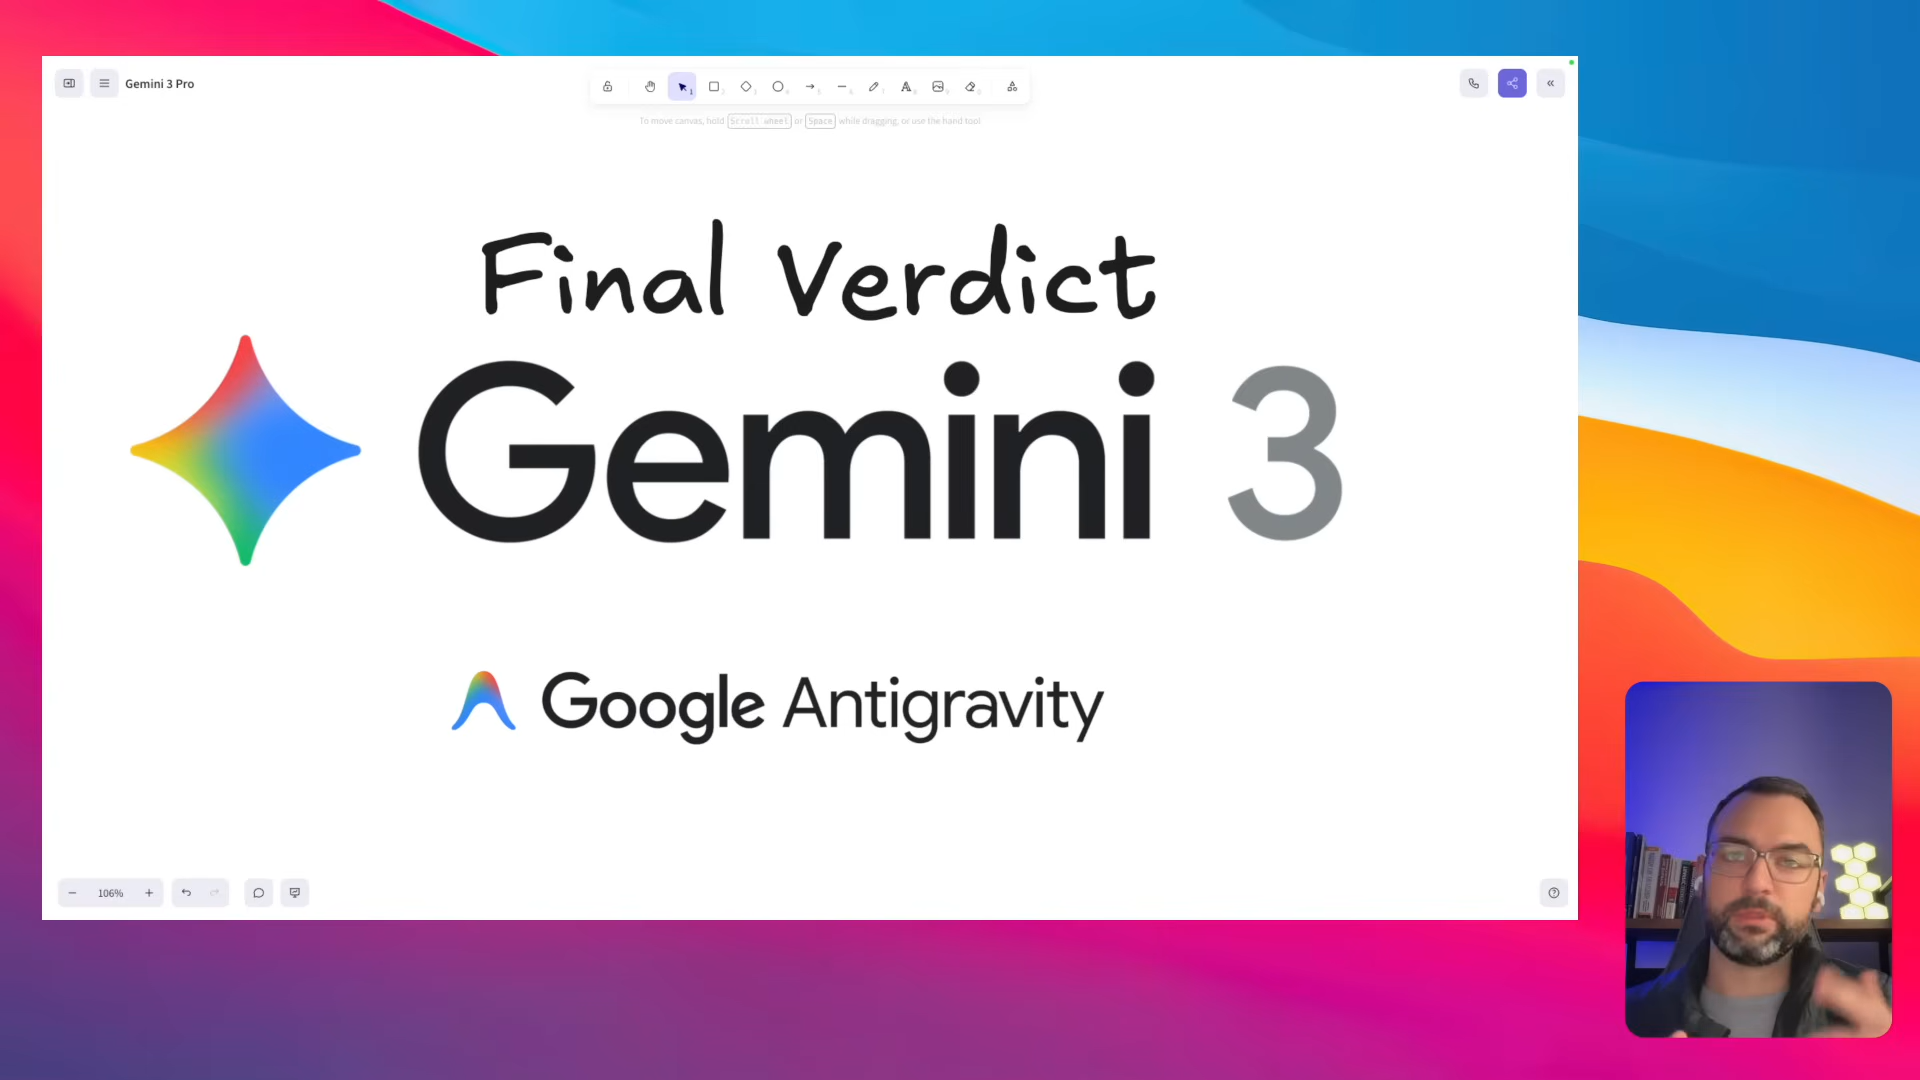 Gemini 3 Pro
To move canvas, hold Scroll wheel or Space while dragging, or use the hand tool
Final Verdict
Gemini 3
Google Antigravity
106%